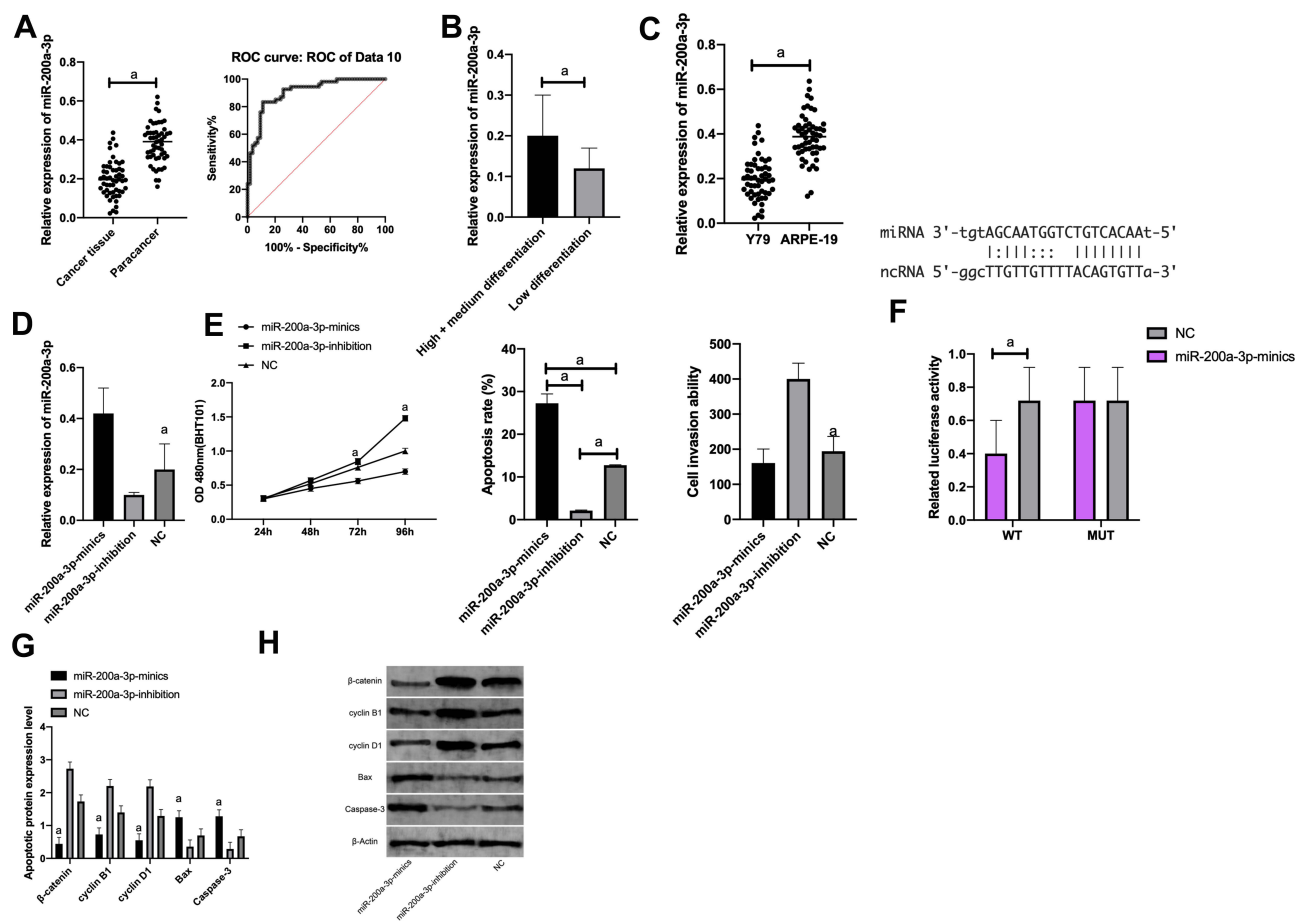 A
Relative expression of miR-200a-3p
0.8
0.6
0.4
0.2
0.0
a
Cancer tissue
Paracancer
ROC curve: ROC of Data 10
Sensitivity%
100
80
60
40
20
0
0 20 40 60 80 100
100% - Specificity%
B
Relative expression of miR-200a-3p
0.4
0.3
0.2
0.1
0.0
a
High + medium differentiation
Low differentiation
C
Relative expression of miR-200a-3p
0.8
0.6
0.4
0.2
0.0
a
Y79 ARPE-19
miRNA 3'-tgtAGCAATGGTCTGTCACAAt-5'
|:|||::: ||||||||
ncRNA 5'-ggcTTGTTGTTTTACAGTGTTa-3'
D
Relative expression of miR-200a-3p
0.6
0.4
0.2
0.0
a
miR-200a-3p-minics
miR-200a-3p-inhibition
NC
E
miR-200a-3p-minics
miR-200a-3p-inhibition
NC
OD 480nm(BHT101)
2.0
1.5
1.0
0.5
0.0
a
a
24h 48h 72h 96h
Apoptosis rate (%)
40
30
20
10
0
a
a
a
miR-200a-3p-minics
miR-200a-3p-inhibition
NC
Cell invasion ability
500
400
300
200
100
0
a
miR-200a-3p-minics
miR-200a-3p-inhibition
NC
F
NC
miR-200a-3p-minics
Related luciferase activity
1.0
0.8
0.6
0.4
0.2
0.0
a
WT MUT
G
miR-200a-3p-minics
miR-200a-3p-inhibition
NC
Apoptotic protein expression level
4
3
2
1
0
a
a
a
a
a
β-catenin
cyclin B1
cyclin D1
Bax
Caspase-3
H
β-catenin
cyclin B1
cyclin D1
Bax
Caspase-3
β-Actin
miR-200a-3p-minics
miR-200a-3p-inhibition
NC